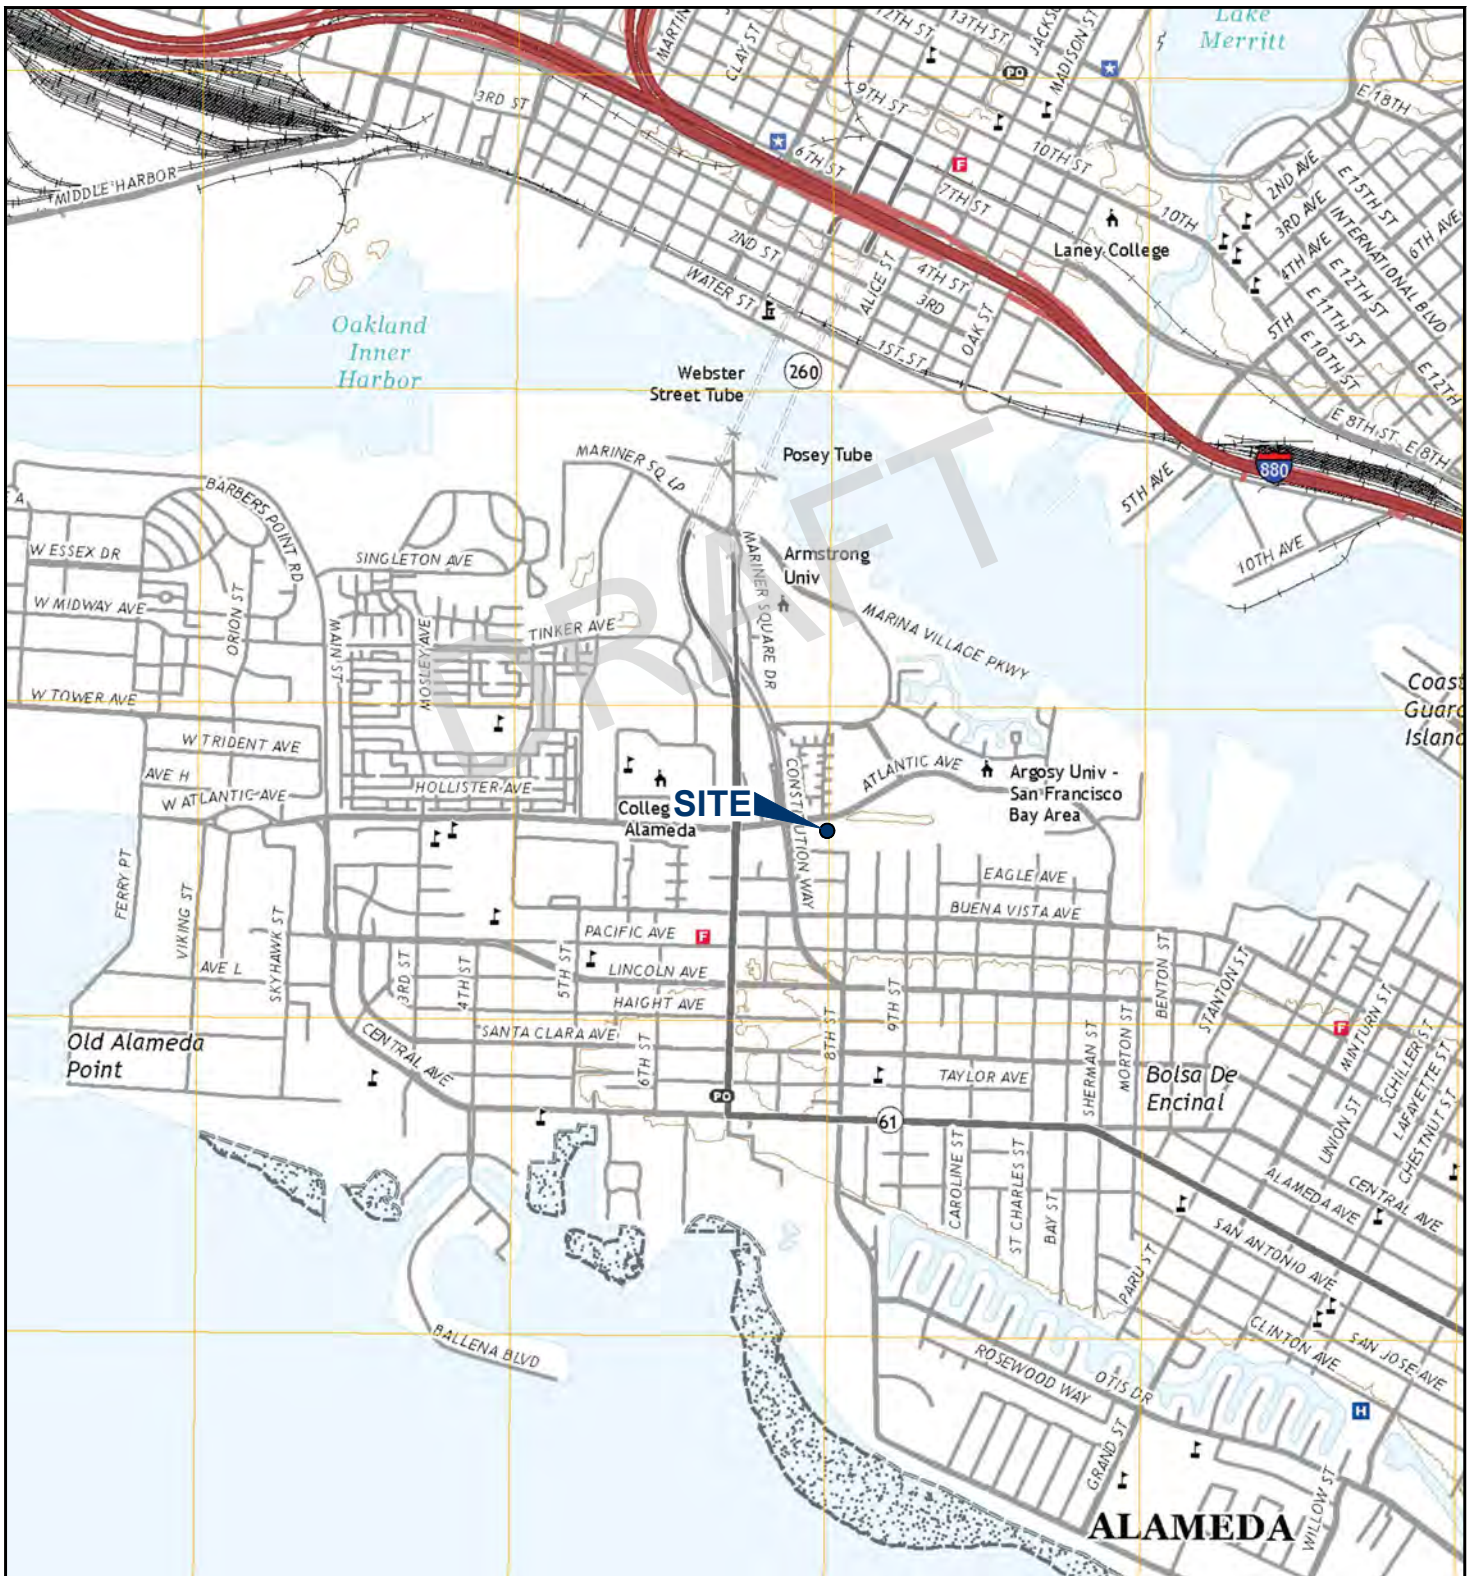 Lake
Merritt
12TH ST
13TH ST
MADISON ST
CLAY ST
PO
9TH ST
3RD ST
E 18TH
10TH ST
6TH ST
F
7TH ST
MIDDLE HARBOR
10TH
2ND AVE
3RD AVE
4TH AVE
E 15TH ST
INTERNATIONAL BLVD
6TH AVE
Laney College
2ND ST
WATER ST
ALICE ST
4TH ST
3RD
OAK ST
1ST ST
5TH
E 12TH ST
E 11TH ST
E 10TH ST
E 12TH
E 8TH ST
E 8TH
Oakland
Inner
Harbor
Webster
Street Tube
260
Posey Tube
MARINER SQ LP
880
5TH AVE
10TH AVE
BARBERS POINT RD
W ESSEX DR
SINGLETON AVE
Armstrong
Univ
MARINER SQUARE DR
MARINA VILLAGE PKWY
W MIDWAY AVE
ORION ST
MAIN ST
MOSLEY AVE
TINKER AVE
DRAFT
W TOWER AVE
W TRIDENT AVE
AVE H
W ATLANTIC AVE
HOLLISTER AVE
Colleg
Alameda
SITE
CONSTITUTION WAY
ATLANTIC AVE
Argosy Univ -
San Francisco
Bay Area
Coast
Guard
Island
FERRY PT
VIKING ST
SKYHAWK ST
AVE L
EAGLE AVE
BUENA VISTA AVE
PACIFIC AVE
F
LINCOLN AVE
HAIGHT AVE
SANTA CLARA AVE
3RD ST
4TH ST
5TH ST
6TH ST
8TH ST
9TH ST
CENTRAL AVE
Old Alameda
Point
TAYLOR AVE
PO
61
SHERMAN ST
MORTON ST
BENTON ST
STANTON ST
F
MINTURN ST
SCHILLER ST
LAFAYETTE ST
CHESTNUT ST
UNION ST
Bolsa De
Encinal
CAROLINE ST
ST CHARLES ST
BAY ST
PARU ST
ALAMEDA AVE
CENTRAL AVE
SAN ANTONIO AVE
CLINTON AVE
SAN JOSE AVE
BALLENA BLVD
ROSEWOOD WAY
OTIS DR
GRAND ST
H
WILLOW ST
ALAMEDA